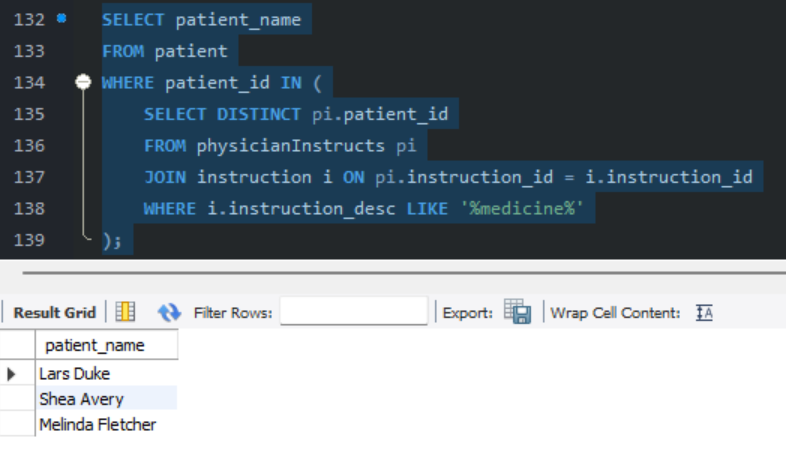 132 SELECT patient_name
133 FROM patient
134 WHERE patient_id IN (
135 SELECT DISTINCT pi.patient_id
136 FROM physicianInstructs pi
137 JOIN instruction i ON pi.instruction_id = i.instruction_id
138 WHERE i.instruction_desc LIKE '%medicine%'
139 );
Result Grid Filter Rows: Export: Wrap Cell Content: IA
patient_name
Lars Duke
Shea Avery
Melinda Fletcher